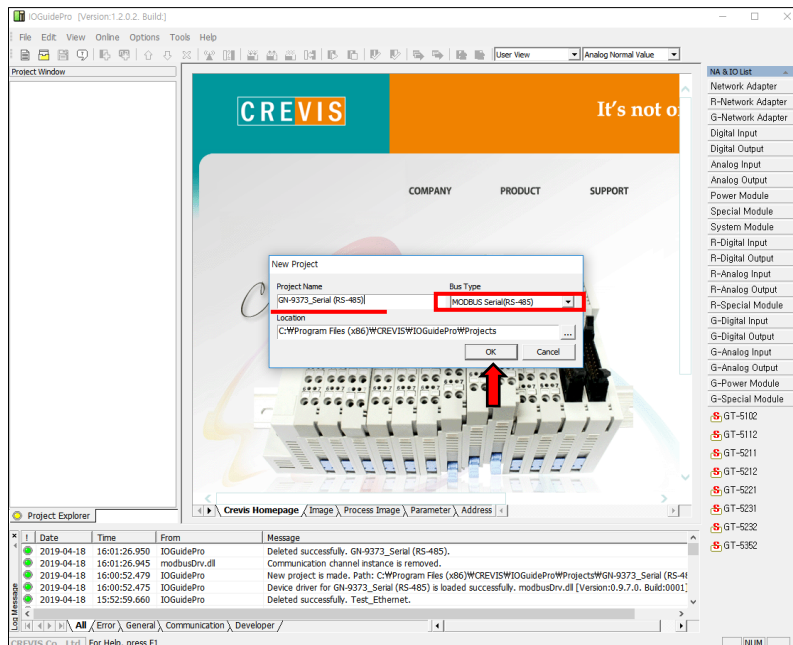 IOGuidePro [Version:1.2.0.2. Build:]
File Edit View Online Options Tools Help
User View
Analog Normal Value
Project Window
CREVIS
It's not o
COMPANY PRODUCT SUPPORT
New Project
Project Name Bus Type
GN-9373_Serial (RS-485) MODBUS Serial(RS-485)
Location
C:₩Program Files (x86)₩CREVIS₩IOGuidePro₩Projects ...
OK Cancel
Project Explorer
Crevis Homepage Image Process Image Parameter Address
NA & IO List
Network Adapter
R-Network Adapter
G-Network Adapter
Digital Input
Digital Output
Analog Input
Analog Output
Power Module
Special Module
System Module
R-Digital Input
R-Digital Output
R-Analog Input
R-Analog Output
R-Special Module
G-Digital Input
G-Digital Output
G-Analog Input
G-Analog Output
G-Power Module
G-Special Module
GT-5102
GT-5112
GT-5211
GT-5212
GT-5221
GT-5231
GT-5232
GT-5352
! Date Time From Message
2019-04-18 16:01:26.950 IOGuidePro Deleted successfully. GN-9373_Serial (RS-485).
2019-04-18 16:01:26.945 modbusDrv.dll Communication channel instance is removed.
2019-04-18 16:00:52.479 IOGuidePro New project is made. Path: C:₩Program Files (x86)₩CREVIS₩IOGuidePro₩Projects₩GN-9373_Serial (RS-48
2019-04-18 16:00:52.475 IOGuidePro Device driver for GN-9373_Serial (RS-485) is loaded successfully. modbusDrv.dll [Version:0.9.7.0. Build:0001]
2019-04-18 15:52:59.660 IOGuidePro Deleted successfully. Test_Ethernet.
Log Message
All Error General Communication Developer
CREVIS Co., Ltd. For Help, press F1 NUM